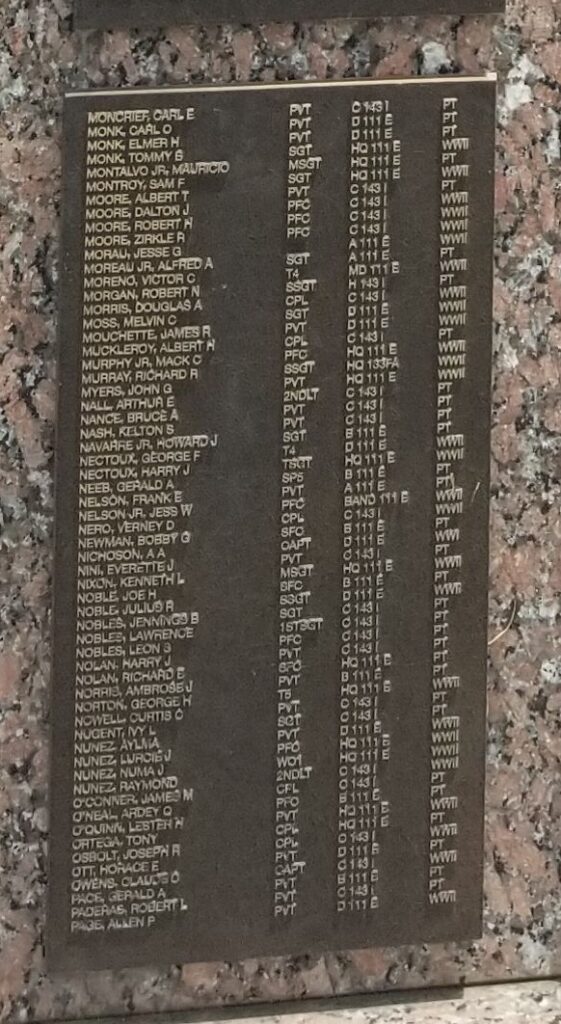 MONCRIEF, CARL E PVT C 143 I PT
MONK, CARL O PVT D 111 E PT
MONK, ELMER H PVT D 111 E PT
MONK, TOMMY B SGT HQ 111 E WWII
MONTALVO JR, MAURICIO MSGT C 143 I PT
MONTROY, SAM F SGT HQ 111 E WWII
MOORE, ALBERT T PVT C 143 I PT
MOORE, DALTON J PFC C 143 I WWII
MOORE, ROBERT H PFC C 143 I WWII
MOORE, ZIRKLE R PFC C 143 I WWII
MORAU, JESSE G A 111 E PT
MOREAU JR, ALFRED A SGT A 111 E WWII
MORENO, VICTOR C T4 MD 111 E PT
MORGAN, ROBERT N SSGT H 143 I WWII
MORRIS, DOUGLAS A CPL C 143 I WWII
MOSS, MELVIN C SGT D 111 E WWII
MOUCHETTE, JAMES R PVT D 111 E PT
MUCKLEROY, ALBERT H CPL C 143 I WWII
MURPHY JR, MACK C PFC HQ 111 E WWII
MURRAY, RICHARD R SSGT HQ 133FA WWII
MYERS, JOHN G PVT HQ 111 E PT
NALL, ARTHUR E 2NDLT C 143 I PT
NANCE, BRUCE A PVT C 143 I PT
NASH, KELTON S PVT C 143 I PT
NAVARRE JR, HOWARD J SGT B 111 E WWII
NECTOUX, GEORGE F T4 D 111 E PT
NECTOUX, HARRY J TSGT HQ 111 E WWII
NEEB, GERALD A SP5 B 111 E PT
NELSON, FRANK E PVT A 111 E PT
NELSON JR, JESS W PFC BAND 111 E WWII
NERO, VERNEY D CPL C 143 I WWII
NEWMAN, BOBBY G SFC B 111 E PT
NICHOSON, A A CAPT D 111 E WWI
NINI, EVERETTE J PVT C 143 I PT
NIXON, KENNETH L MSGT HQ 111 E WWII
NOBLE, JOE H SFC B 111 E PT
NOBLE, JULIUS R SSGT D 111 E WWII
NOBLES, JENNINGS B SGT C 143 I PT
NOBLES, LAWRENCE 1STSGT C 143 I PT
NOBLES, LEON S PFC C 143 I PT
NOLAN, HARRY J PVT C 143 I PT
NOLAN, RICHARD E SFC HQ 111 E PT
NORRIS, AMBROSE J PVT B 111 E PT
NORTON, GEORGE H T5 HQ 111 E WWII
NOWELL, CURTIS O PVT C 143 I PT
NUGENT, IVY L SGT C 143 I PT
NUNEZ, AYLMA PVT D 111 E WWII
NUNEZ, LURCIE J PFC HQ 111 E WWII
NUNEZ, NUMA J WO1 HQ 111 E WWII
NUNEZ, RAYMOND 2NDLT C 143 I WWII
O'CONNER, JAMES M CPL C 143 I PT
O'NEAL, ARDEY O PFC B 111 E PT
O'QUINN, LESTER H PVT HQ 111 E WWII
ORTEGA, TONY CPL HQ 111 E PT
OSBOLT, JOSEPH R CPL C 143 I WWII
OTT, HORACE E PVT D 111 E WWII
OWENS, CLAUDE O CAPT C 143 I PT
PACE, GERALD A PVT B 111 E PT
PADERAS, ROBERT L PVT C 143 I PT
PAGE, ALLEN P PVT D 111 E WWII